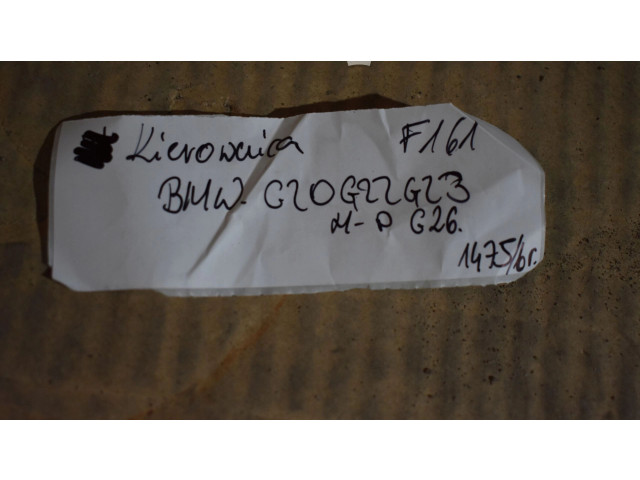 Kierownica F161
BMW. G20G22G23
M-P G26.
1475/br.